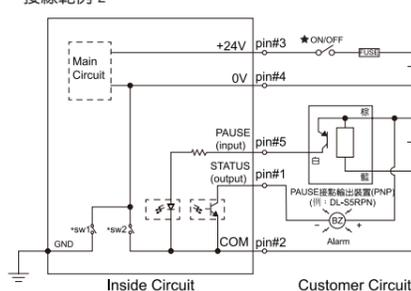 接線範例 2
+24V pin#3
★ON/OFF
FUSE
Main
Circuit
0V pin#4
棕
PAUSE
(input) pin#5
白
STATUS
(output) pin#1
藍
PAUSE接點輸出裝置(PNP)
(例：DL-S5RPN)
*sw1 *sw2
- BZ +
GND
COM pin#2
Alarm
Inside Circuit
Customer Circuit